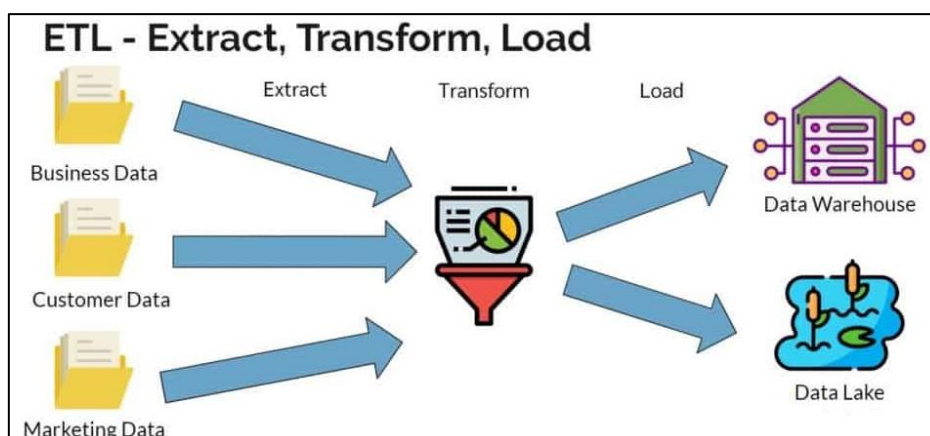 ETL - Extract, Transform, Load
Extract
Transform
Load
Business Data
Data Warehouse
Customer Data
Data Lake
Marketing Data